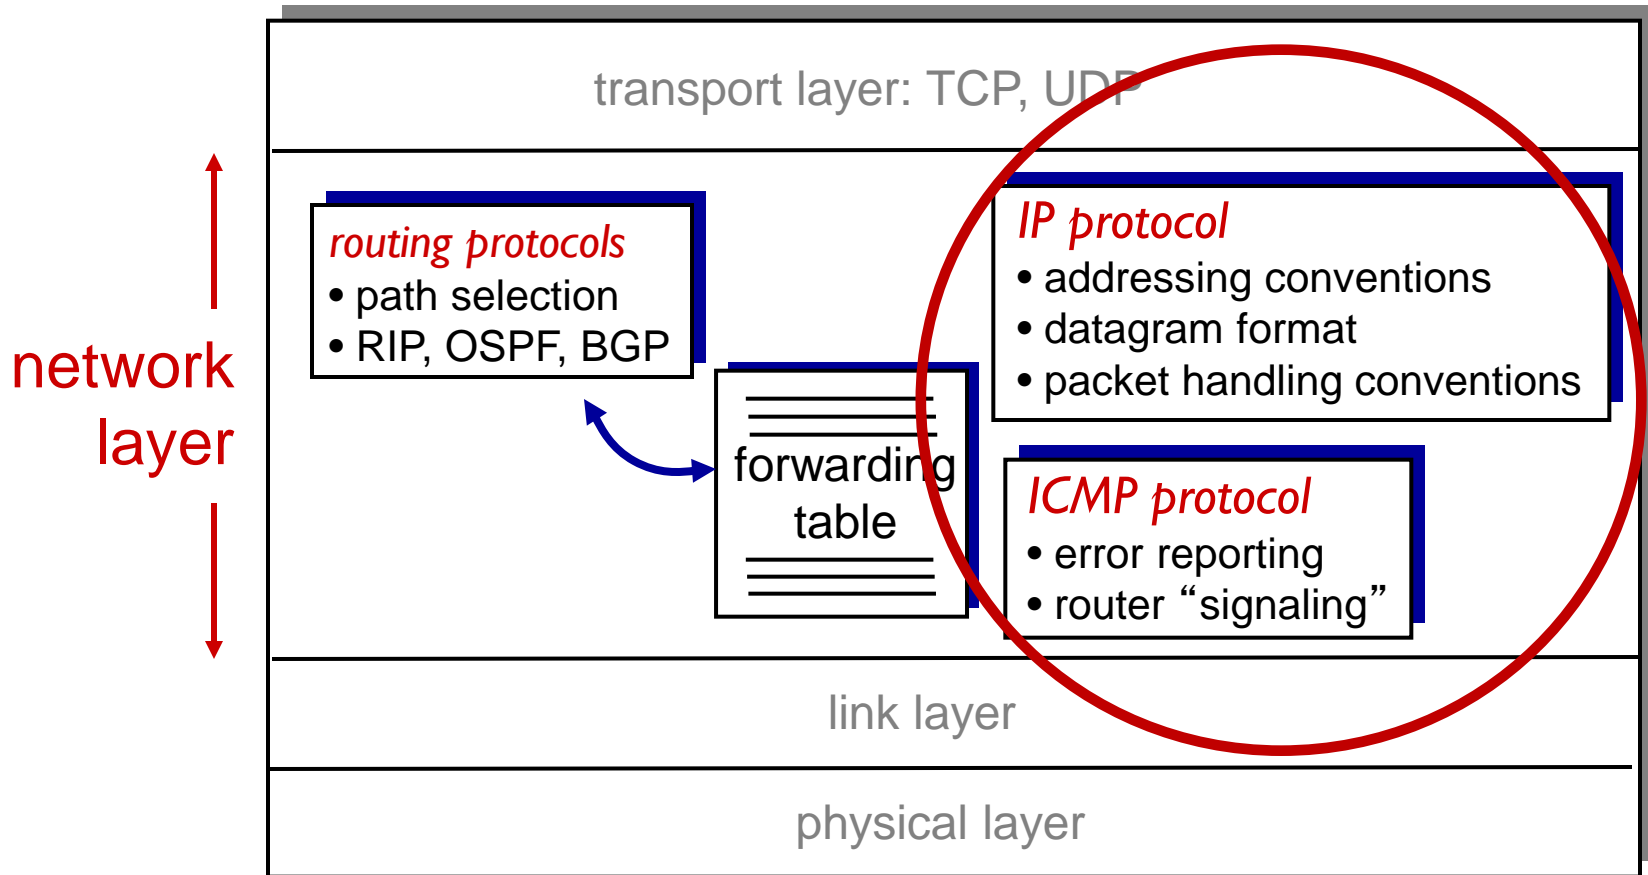 transport layer: TCP, UDP
network
layer
routing protocols
• path selection
• RIP, OSPF, BGP
forwarding
table
IP protocol
• addressing conventions
• datagram format
• packet handling conventions
ICMP protocol
• error reporting
• router “signaling”
link layer
physical layer